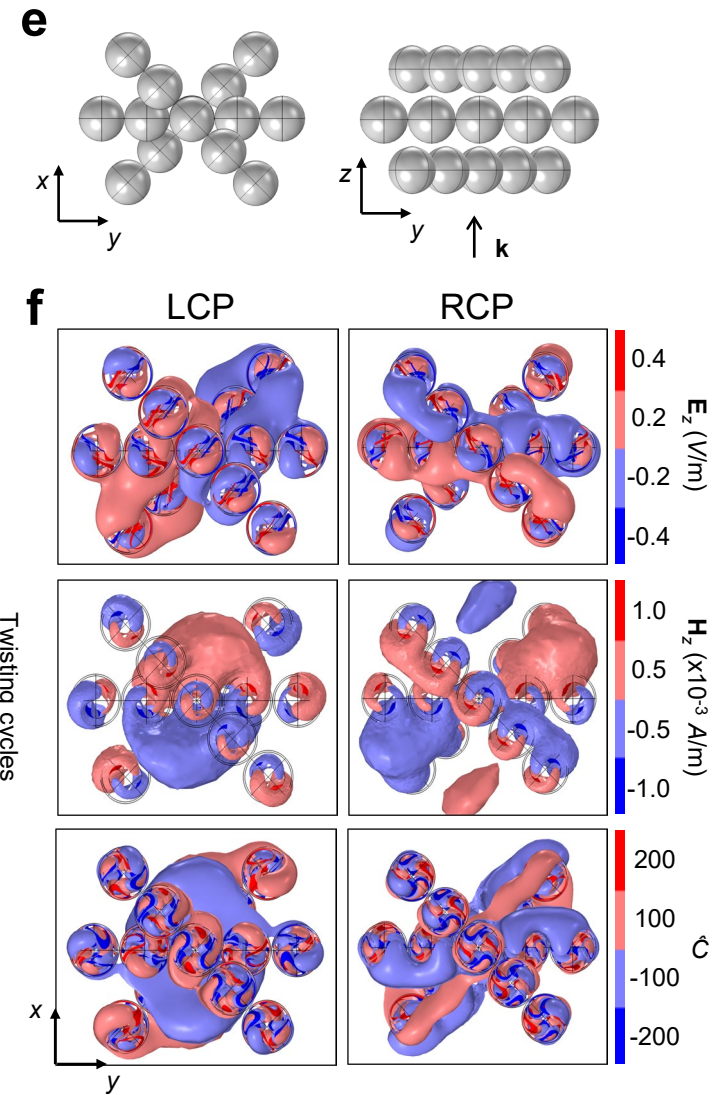 e
x
y
z
y
k
f
LCP
RCP
0.4
0.2
-0.2
-0.4
E_z (V/m)
1.0
0.5
-0.5
-1.0
H_z (x10⁻³ A/m)
Twisting cycles
200
100
-100
-200
Ĉ
x
y